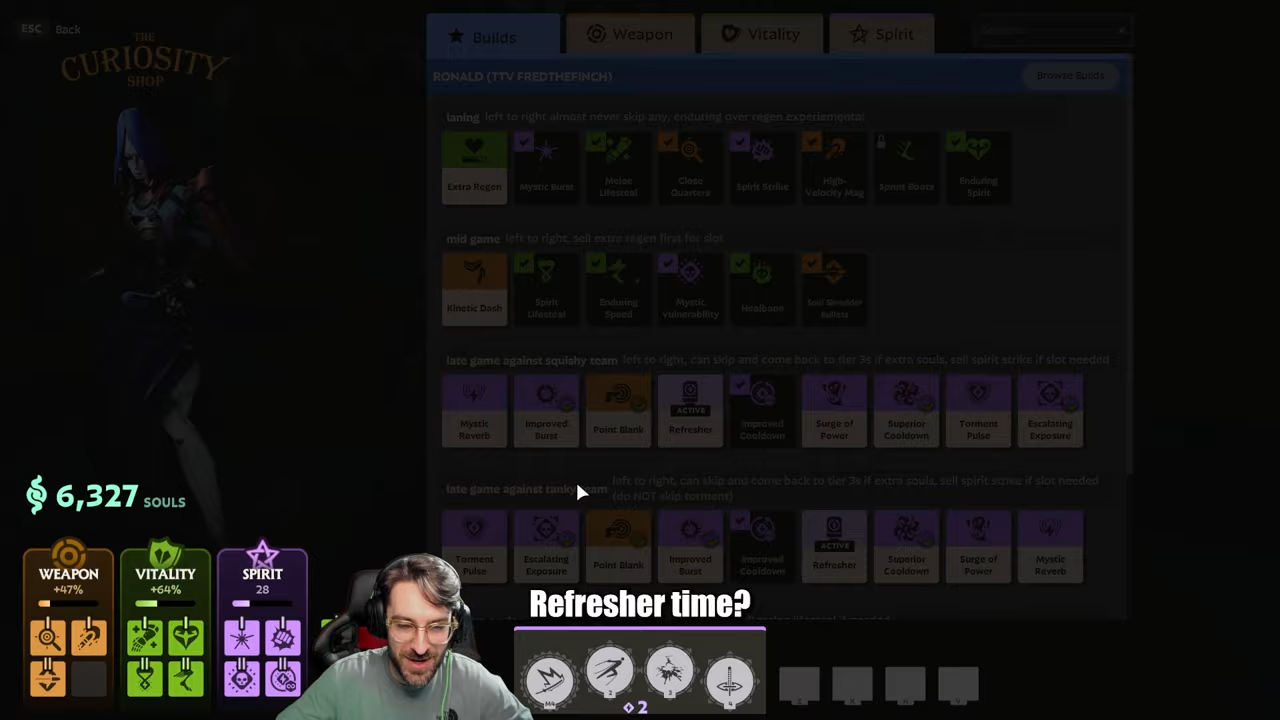 ESC Back
THE
CURIOSITY
SHOP
Builds
Weapon
Vitality
Spirit
RONALD (TTV FREDTHEFINCH)
Browse Builds
laning left to right almost never skip any, enduring over regen experiemental
Extra Regen
Mystic Burst
Melee Lifesteal
Close Quarters
Spirit Strike
High-Velocity Mag
Sprint Boots
Enduring Spirit
mid game left to right, sell extra regen first for slot
Kinetic Dash
Spirit Lifesteal
Enduring Speed
Mystic Vulnerability
Healbane
Soul Shredder Bullets
late game against squishy team left to right, can skip and come back to tier 3s if extra souls, sell spirit strike if slot needed
Mystic Reverb
Improved Burst
Point Blank
ACTIVE
Refresher
Improved Cooldown
Surge of Power
Superior Cooldown
Torment Pulse
Escalating Exposure
late game against tanky team left to right, can skip and come back to tier 3s if extra souls, sell spirit strike if slot needed
(do NOT skip torment)
Torment Pulse
Escalating Exposure
Point Blank
Improved Burst
Improved Cooldown
ACTIVE
Refresher
Superior Cooldown
Surge of Power
Mystic Reverb
6,327 SOULS
WEAPON
+47%
VITALITY
+64%
SPIRIT
28
Refresher time?
M4
2
3
4
2